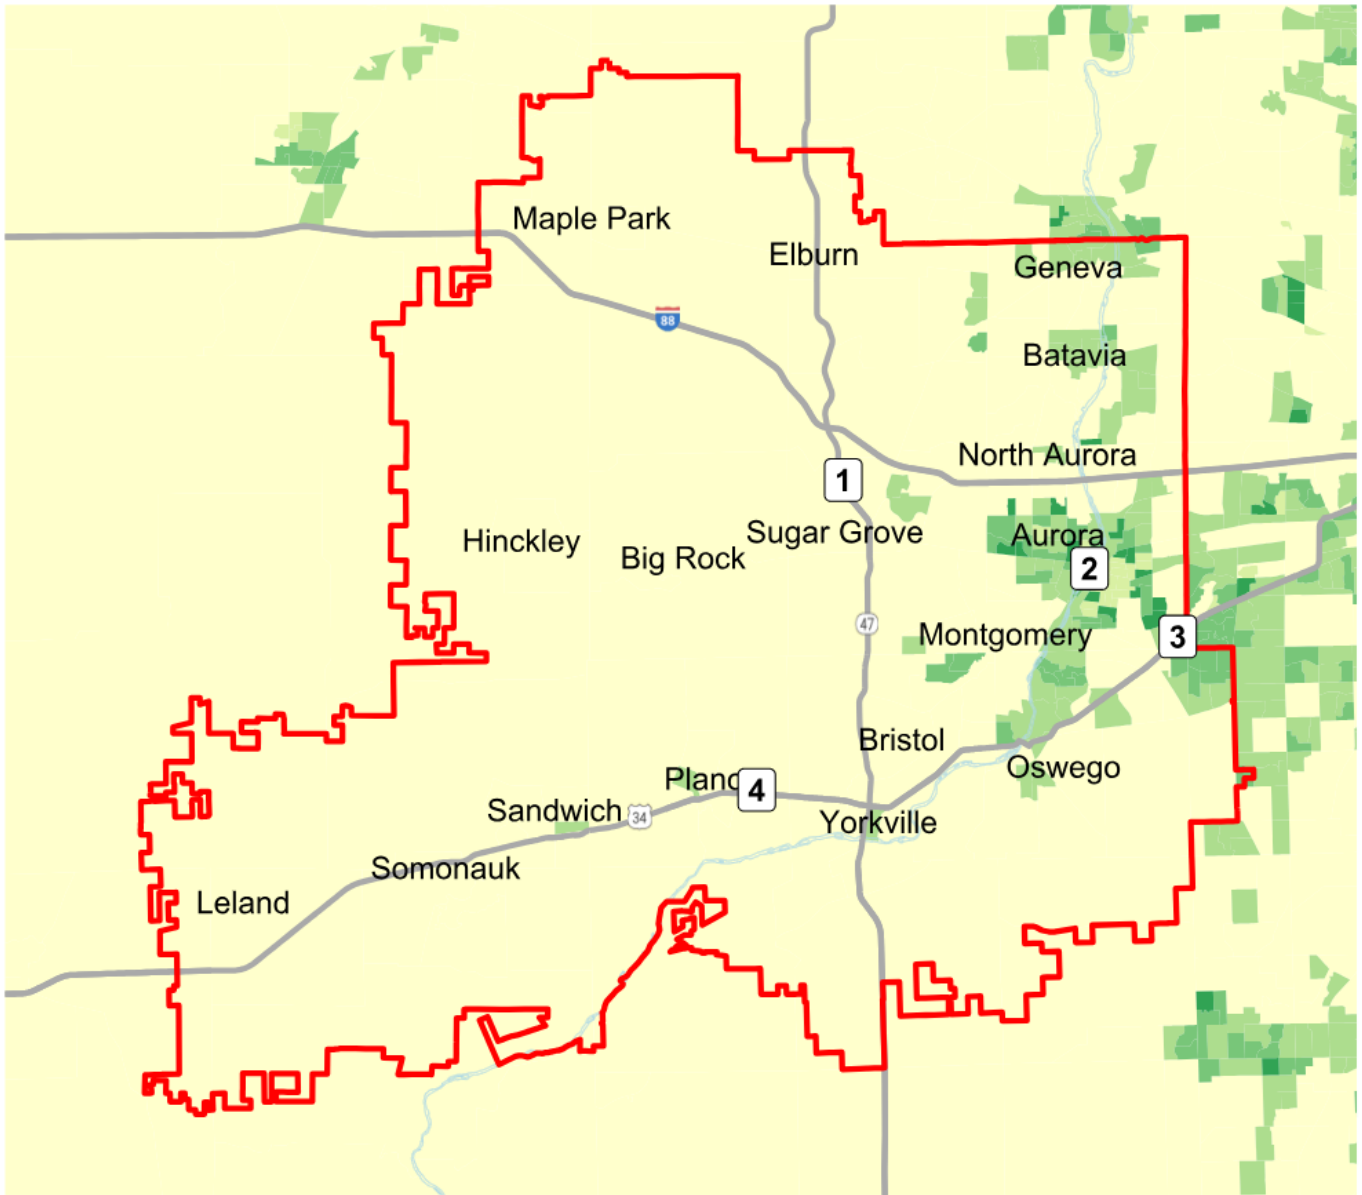 Maple Park
Elburn
Geneva
88
Batavia
North Aurora
1
Sugar Grove
Aurora
Hinckley
Big Rock
2
47
Montgomery
3
Bristol
Oswego
Plano
4
Sandwich
34
Yorkville
Somonauk
Leland